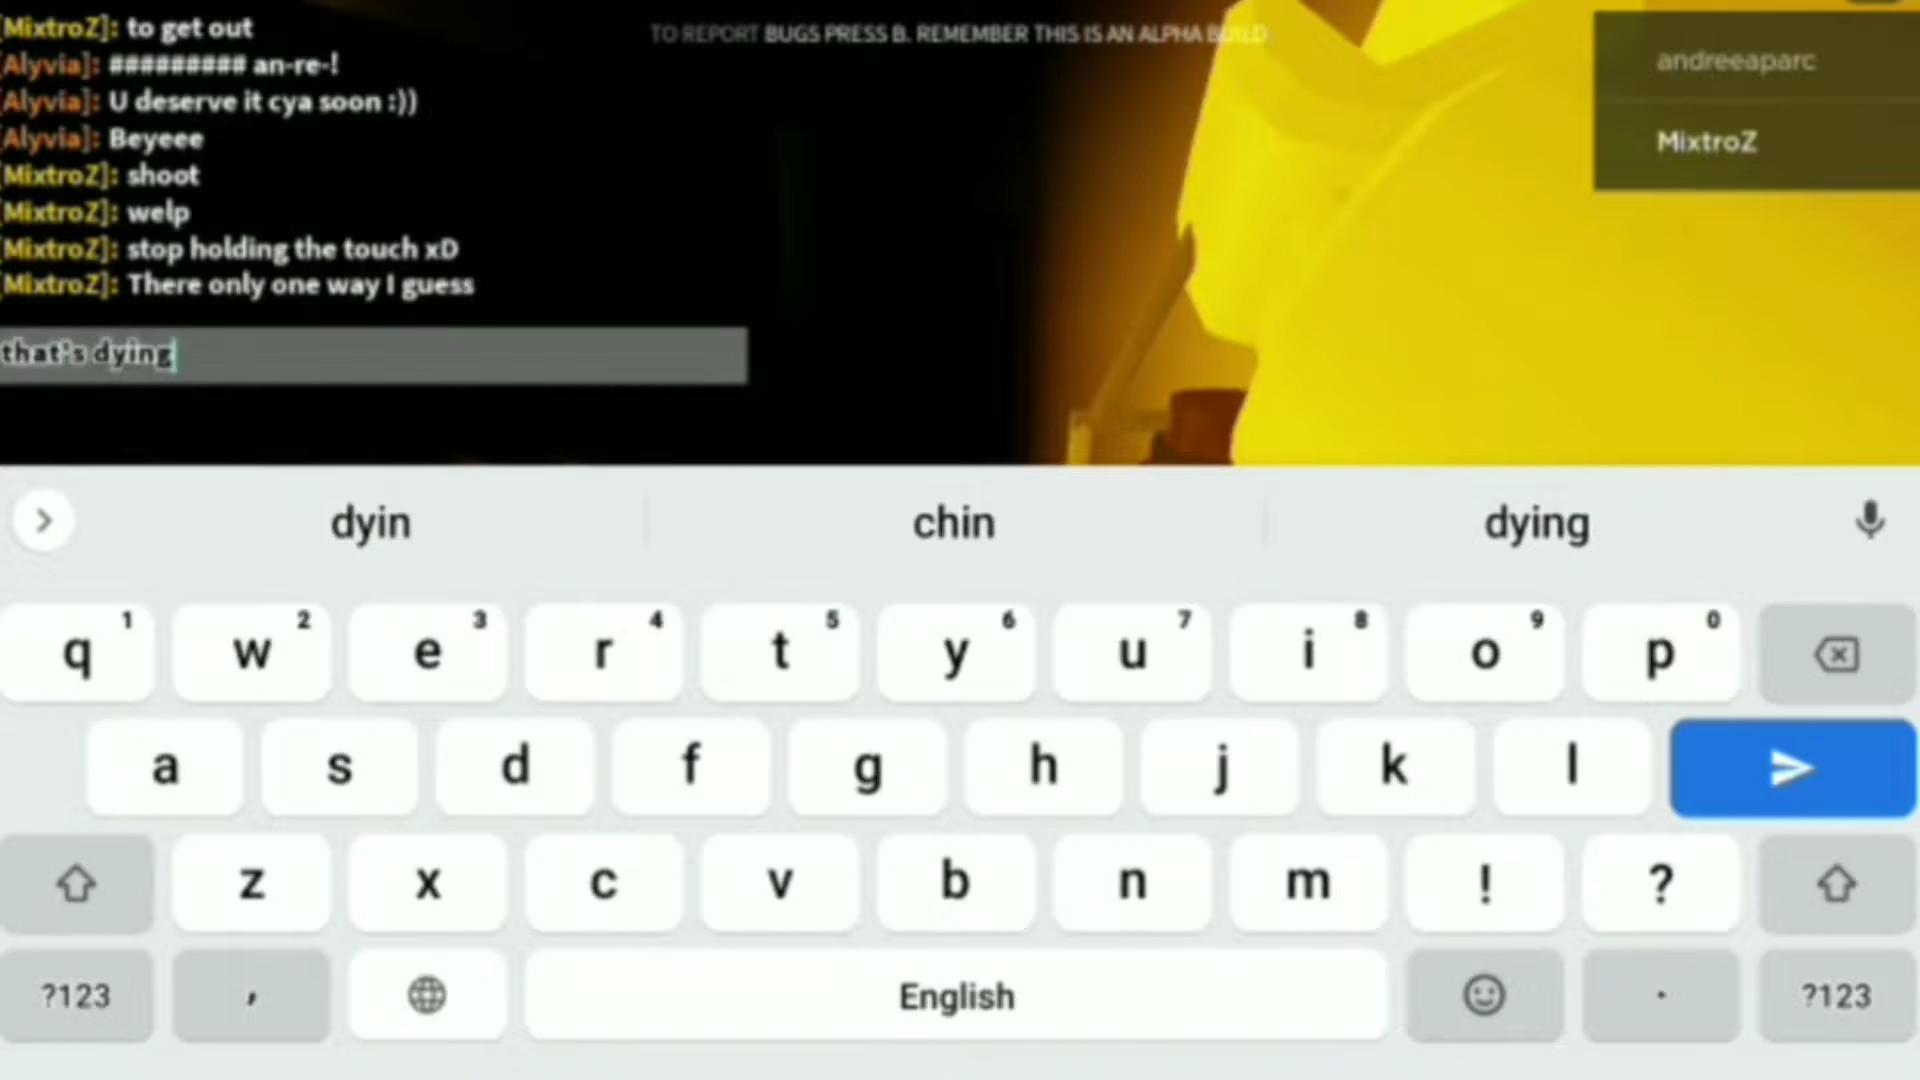 [MixtroZ]: to get out
[Alyvia]: ######### an-re-!
[Alyvia]: U deserve it cya soon :))
[Alyvia]: Beyeee
[MixtroZ]: shoot
[MixtroZ]: welp
[MixtroZ]: stop holding the touch xD
[MixtroZ]: There only one way I guess
that's dying
TO REPORT BUGS PRESS B. REMEMBER THIS IS AN ALPHA BUILD
andreeaparc
MixtroZ
dyin chin dying
q 1 w 2 e 3 r 4 t 5 y 6 u 7 i 8 o 9 p 0
a s d f g h j k l
z x c v b n m ! ?
?123 , English . ?123